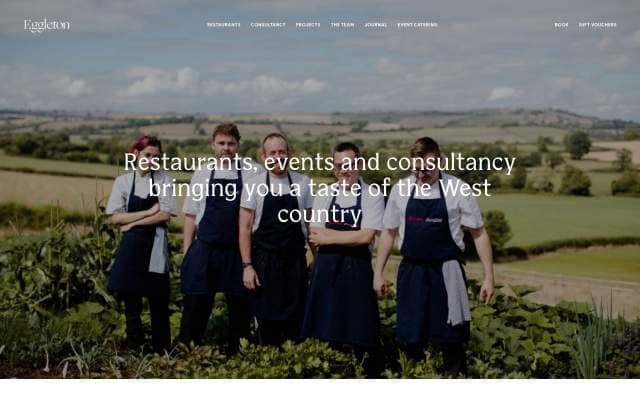 Eggleton
RESTAURANTS CONSULTANCY PROJECTS THE TEAM JOURNAL EVENT CATERING BOOK GIFT VOUCHERS
Restaurants, events and consultancy
bringing you a taste of the West
country